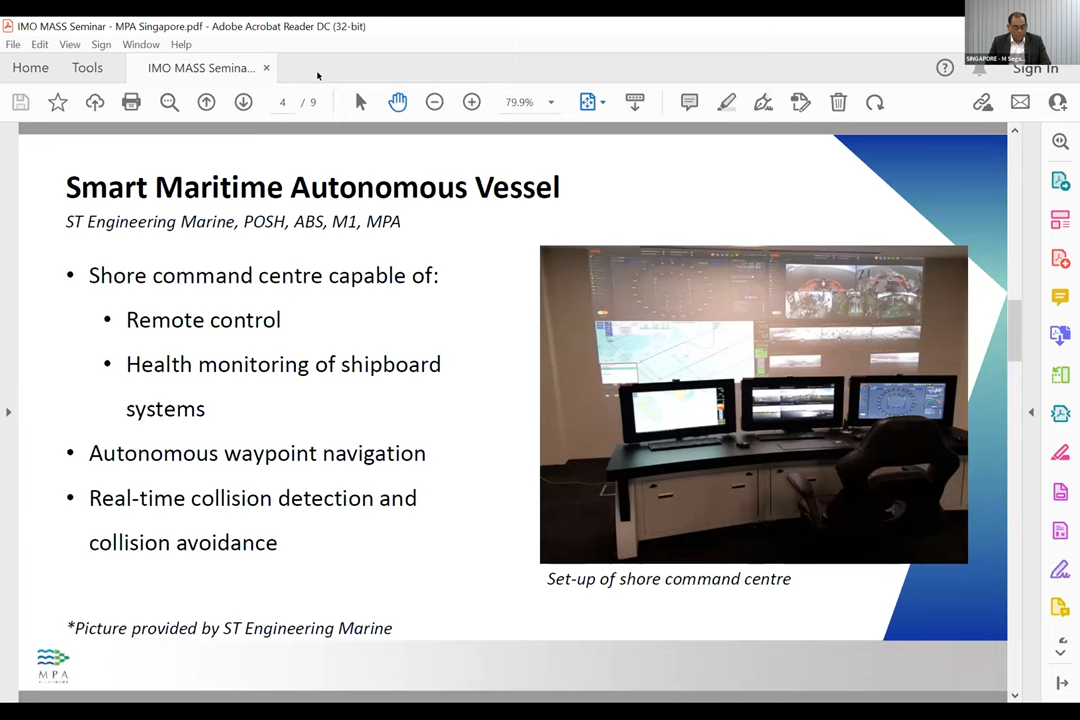 IMO MASS Seminar - MPA Singapore.pdf - Adobe Acrobat Reader DC (32-bit)
File Edit View Sign Window Help
Home Tools IMO MASS Semina... ×
Sign In
SINGAPORE - M Sega...
4 / 9 79.9%
Smart Maritime Autonomous Vessel
ST Engineering Marine, POSH, ABS, M1, MPA
• Shore command centre capable of:
• Remote control
• Health monitoring of shipboard
systems
• Autonomous waypoint navigation
• Real-time collision detection and
collision avoidance
Set-up of shore command centre
*Picture provided by ST Engineering Marine
MPA